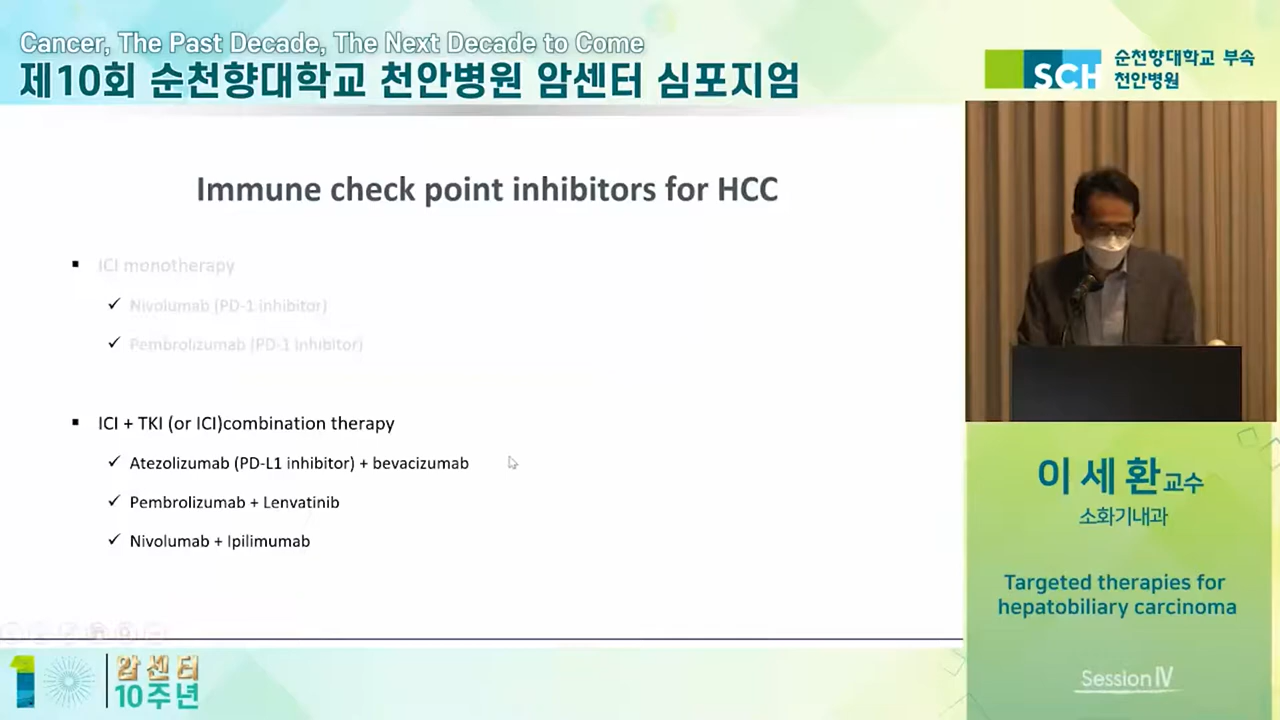 Cancer, The Past Decade, The Next Decade to Come
제10회 순천향대학교 천안병원 암센터 심포지엄
SCH
순천향대학교 부속
천안병원
Immune check point inhibitors for HCC
ICI monotherapy
Nivolumab (PD-1 inhibitor)
Pembrolizumab (PD-1 inhibitor)
ICI + TKI (or ICI)combination therapy
Atezolizumab (PD-L1 inhibitor) + bevacizumab
Pembrolizumab + Lenvatinib
Nivolumab + Ipilimumab
이세환교수
소화기내과
Targeted therapies for
hepatobiliary carcinoma
Session Ⅳ
10
암센터
10주년